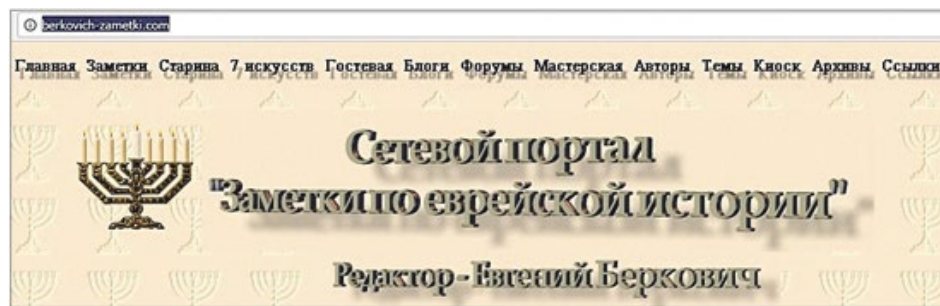 berkovich-zametki.com
Главная Заметки Старина 7 искусств Гостевая Блоги Форумы Мастерская Авторы Темы Киоск Архивы Ссылки
Сетевой портал
"Заметки по еврейской истории"
Редактор - Евгений Беркович